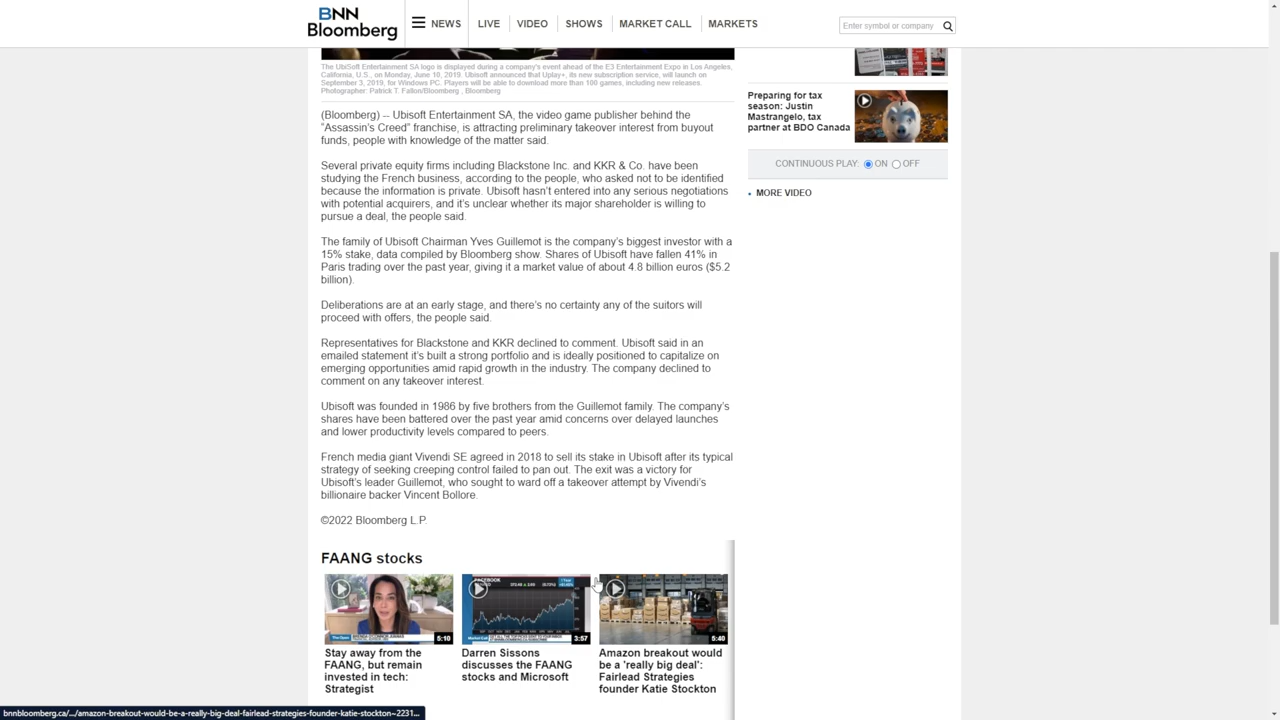 BNN
Bloomberg
NEWS
LIVE
VIDEO
SHOWS
MARKET CALL
MARKETS
Enter symbol or company
The UbiSoft Entertainment SA logo is displayed during a company's event ahead of the E3 Entertainment Expo in Los Angeles,
California, U.S., on Monday, June 10, 2019. Ubisoft announced that Uplay+, its new subscription service, will launch on
September 3, 2019, for Windows PC. Players will be able to download more than 100 games, including new releases.
Photographer: Patrick T. Fallon/Bloomberg , Bloomberg
(Bloomberg) -- Ubisoft Entertainment SA, the video game publisher behind the
“Assassin’s Creed” franchise, is attracting preliminary takeover interest from buyout
funds, people with knowledge of the matter said.
Several private equity firms including Blackstone Inc. and KKR & Co. have been
studying the French business, according to the people, who asked not to be identified
because the information is private. Ubisoft hasn’t entered into any serious negotiations
with potential acquirers, and it’s unclear whether its major shareholder is willing to
pursue a deal, the people said.
The family of Ubisoft Chairman Yves Guillemot is the company’s biggest investor with a
15% stake, data compiled by Bloomberg show. Shares of Ubisoft have fallen 41% in
Paris trading over the past year, giving it a market value of about 4.8 billion euros ($5.2
billion).
Deliberations are at an early stage, and there’s no certainty any of the suitors will
proceed with offers, the people said.
Representatives for Blackstone and KKR declined to comment. Ubisoft said in an
emailed statement it’s built a strong portfolio and is ideally positioned to capitalize on
emerging opportunities amid rapid growth in the industry. The company declined to
comment on any takeover interest.
Ubisoft was founded in 1986 by five brothers from the Guillemot family. The company’s
shares have been battered over the past year amid concerns over delayed launches
and lower productivity levels compared to peers.
French media giant Vivendi SE agreed in 2018 to sell its stake in Ubisoft after its typical
strategy of seeking creeping control failed to pan out. The exit was a victory for
Ubisoft’s leader Guillemot, who sought to ward off a takeover attempt by Vivendi’s
billionaire backer Vincent Bollore.
©2022 Bloomberg L.P.
Preparing for tax
season: Justin
Mastrangelo, tax
partner at BDO Canada
CONTINUOUS PLAY: ON OFF
MORE VIDEO
FAANG stocks
FACEBOOK
5:10
3:57
5:40
Stay away from the
FAANG, but remain
invested in tech:
Strategist
Darren Sissons
discusses the FAANG
stocks and Microsoft
Amazon breakout would
be a 'really big deal':
Fairlead Strategies
founder Katie Stockton
bnnbloomberg.ca/.../amazon-breakout-would-be-a-really-big-deal-fairlead-strategies-founder-katie-stockton~2231...